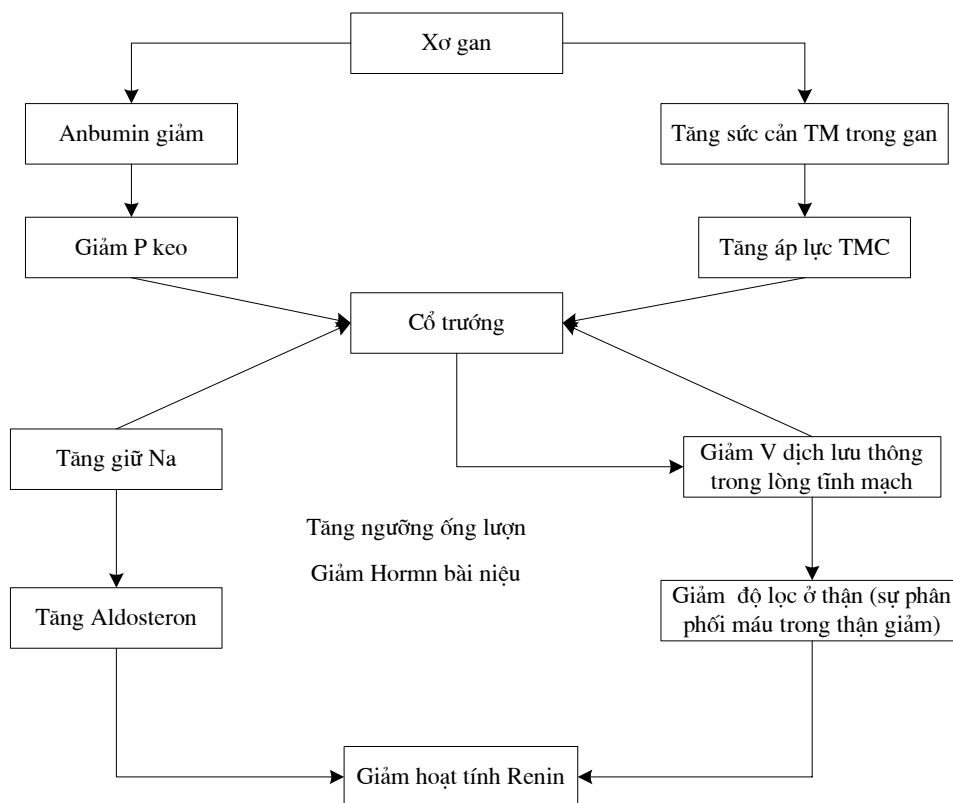 Xơ gan
Anbumin giảm
Tăng sức cản TM trong gan
Giảm P keo
Tăng áp lực TMC
Cổ trướng
Tăng giữ Na
Giảm V dịch lưu thông
trong lòng tĩnh mạch
Tăng ngưỡng ống lượn
Giảm Hormn bài niệu
Tăng Aldosteron
Giảm độ lọc ở thận (sự phân
phối máu trong thận giảm)
Giảm hoạt tính Renin